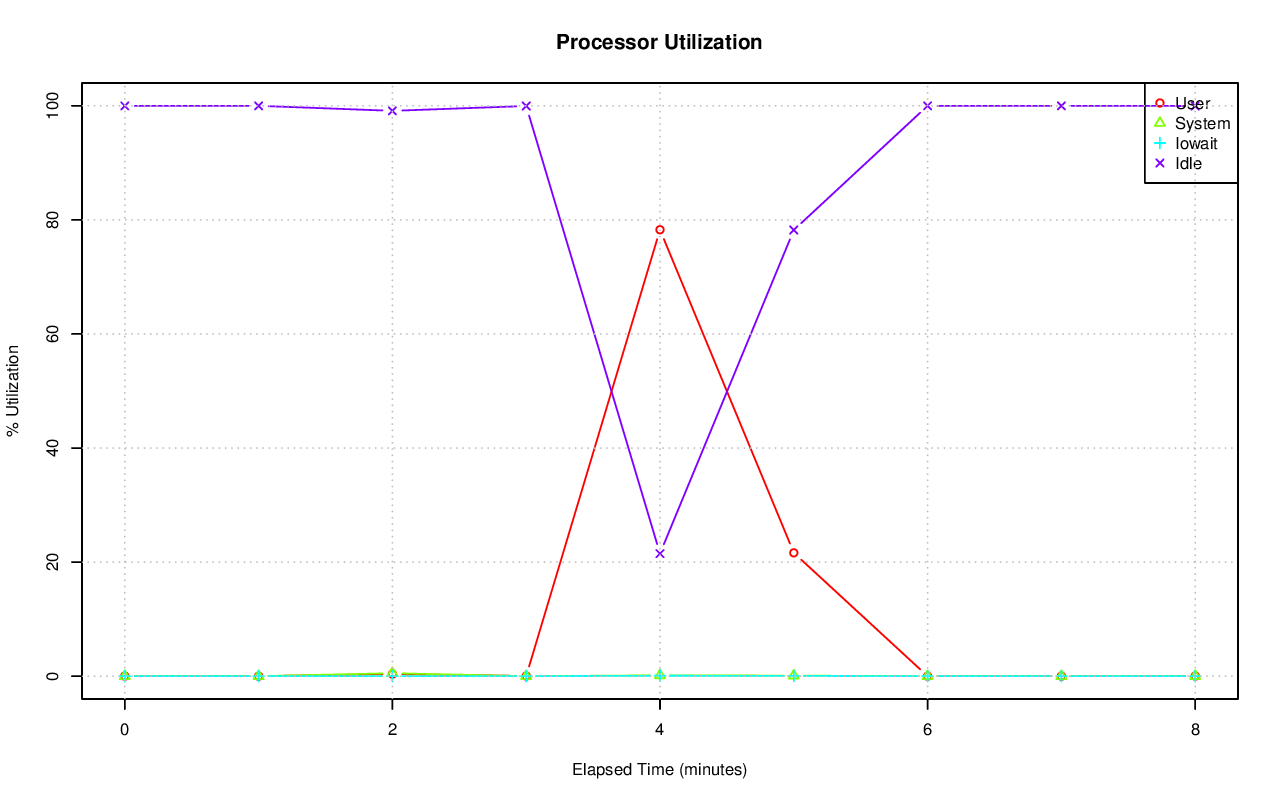 Processor Utilization
100
80
60
40
20
0
% Utilization
User
System
Iowait
Idle
0 2 4 6 8
Elapsed Time (minutes)